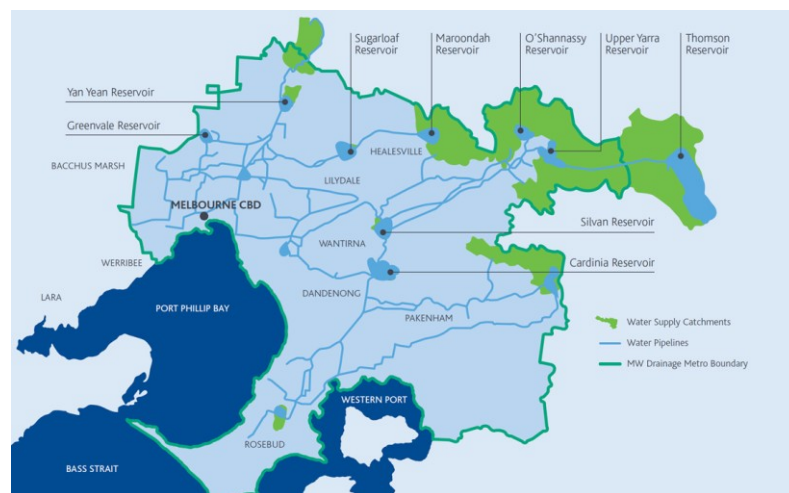 Sugarloaf
Reservoir
Maroondah
Reservoir
O'Shannassy
Reservoir
Upper Yarra
Reservoir
Thomson
Reservoir
Yan Yean Reservoir
Greenvale Reservoir
BACCHUS MARSH
HEALESVILLE
LILYDALE
MELBOURNE CBD
Silvan Reservoir
WANTIRNA
WERRIBEE
Cardinia Reservoir
LARA
DANDENONG
PORT PHILLIP BAY
PAKENHAM
Water Supply Catchments
Water Pipelines
MW Drainage Metro Boundary
WESTERN PORT
ROSEBUD
BASS STRAIT